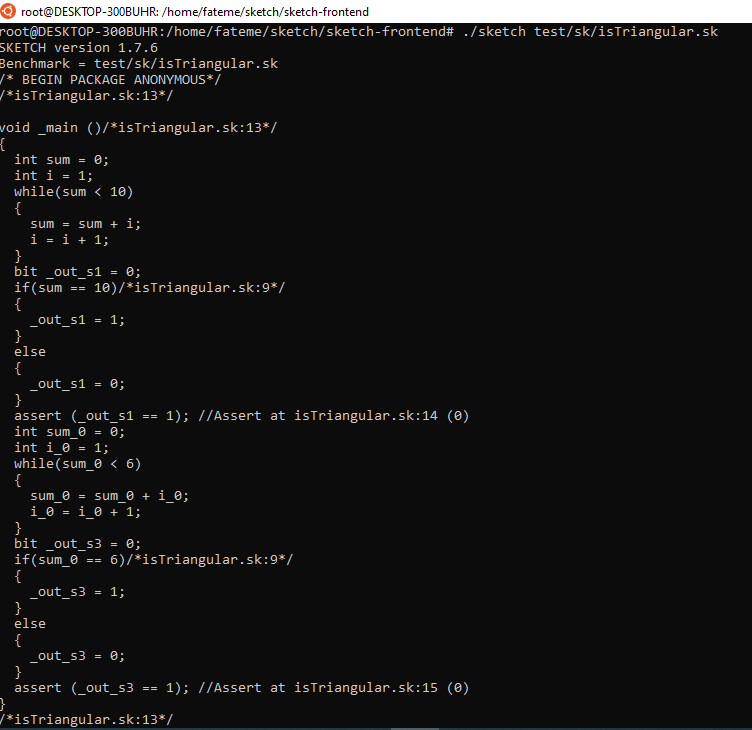 root@DESKTOP-300BUHR: /home/fateme/sketch/sketch-frontend
root@DESKTOP-300BUHR:/home/fateme/sketch/sketch-frontend# ./sketch test/sk/isTriangular.sk
SKETCH version 1.7.6
Benchmark = test/sk/isTriangular.sk
/* BEGIN PACKAGE ANONYMOUS*/
/*isTriangular.sk:13*/
void _main ()/*isTriangular.sk:13*/
{
  int sum = 0;
  int i = 1;
  while(sum < 10)
  {
    sum = sum + i;
    i = i + 1;
  }
  bit _out_s1 = 0;
  if(sum == 10)/*isTriangular.sk:9*/
  {
    _out_s1 = 1;
  }
  else
  {
    _out_s1 = 0;
  }
  assert (_out_s1 == 1); //Assert at isTriangular.sk:14 (0)
  int sum_0 = 0;
  int i_0 = 1;
  while(sum_0 < 6)
  {
    sum_0 = sum_0 + i_0;
    i_0 = i_0 + 1;
  }
  bit _out_s3 = 0;
  if(sum_0 == 6)/*isTriangular.sk:9*/
  {
    _out_s3 = 1;
  }
  else
  {
    _out_s3 = 0;
  }
  assert (_out_s3 == 1); //Assert at isTriangular.sk:15 (0)
}
/*isTriangular.sk:13*/